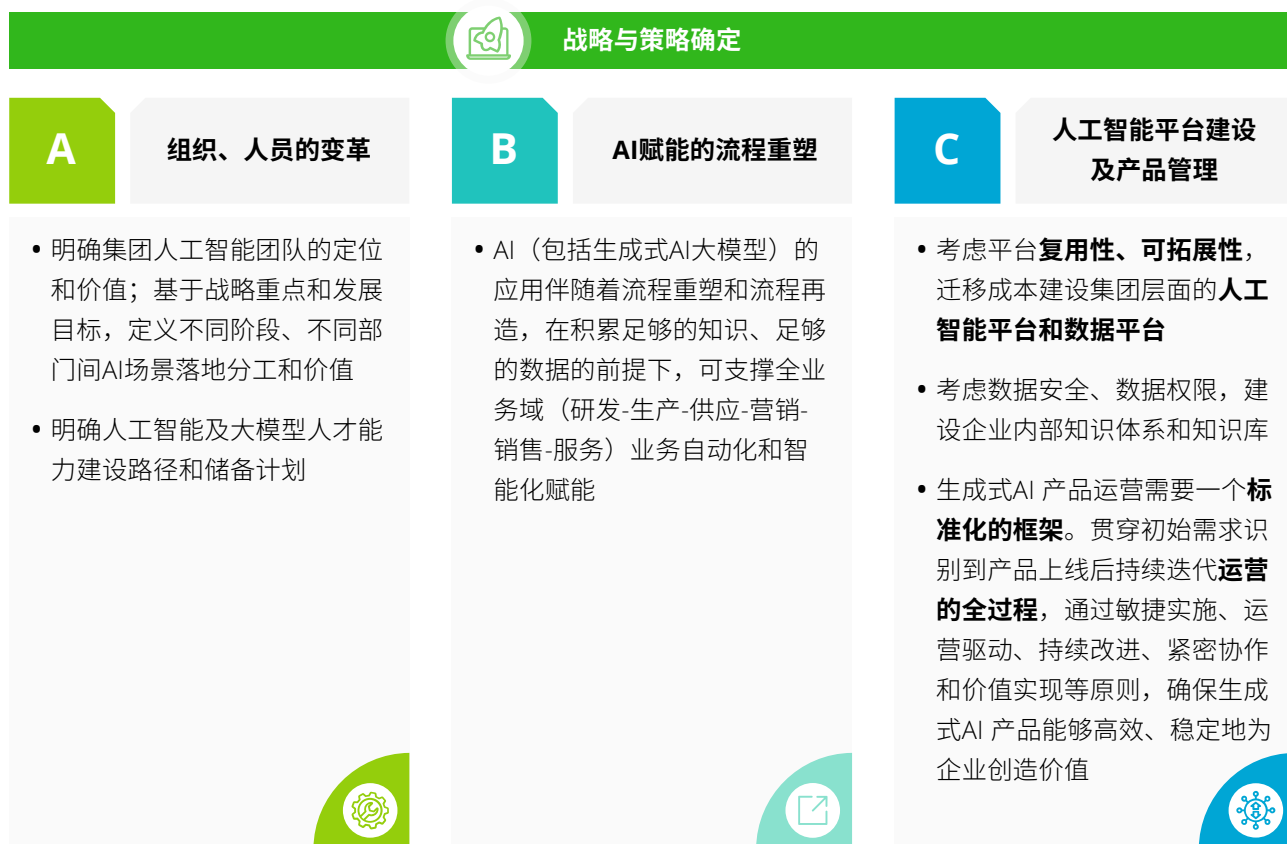 战略与策略确定
A
组织、人员的变革
• 明确集团人工智能团队的定位
和价值；基于战略重点和发展
目标，定义不同阶段、不同部
门间AI场景落地分工和价值
• 明确人工智能及大模型人才能
力建设路径和储备计划
B
AI赋能的流程重塑
• AI（包括生成式AI大模型）的
应用伴随着流程重塑和流程再
造，在积累足够的知识、足够
的数据的前提下，可支撑全业
务域（研发-生产-供应-营销-
销售-服务）业务自动化和智
能化赋能
C
人工智能平台建设
及产品管理
• 考虑平台复用性、可拓展性，
迁移成本建设集团层面的人工
智能平台和数据平台
• 考虑数据安全、数据权限，建
设企业内部知识体系和知识库
• 生成式AI 产品运营需要一个标
准化的框架。贯穿初始需求识
别到产品上线后持续迭代运营
的全过程，通过敏捷实施、运
营驱动、持续改进、紧密协作
和价值实现等原则，确保生成
式AI 产品能够高效、稳定地为
企业创造价值